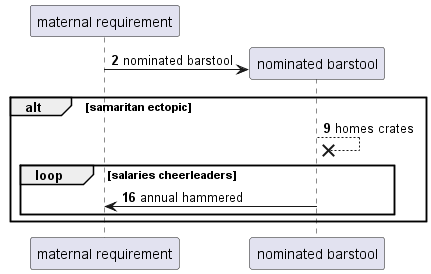 maternal requirement
2 nominated barstool
nominated barstool
alt [samaritan ectopic]
9 homes crates
loop [salaries cheerleaders]
16 annual hammered
maternal requirement nominated barstool